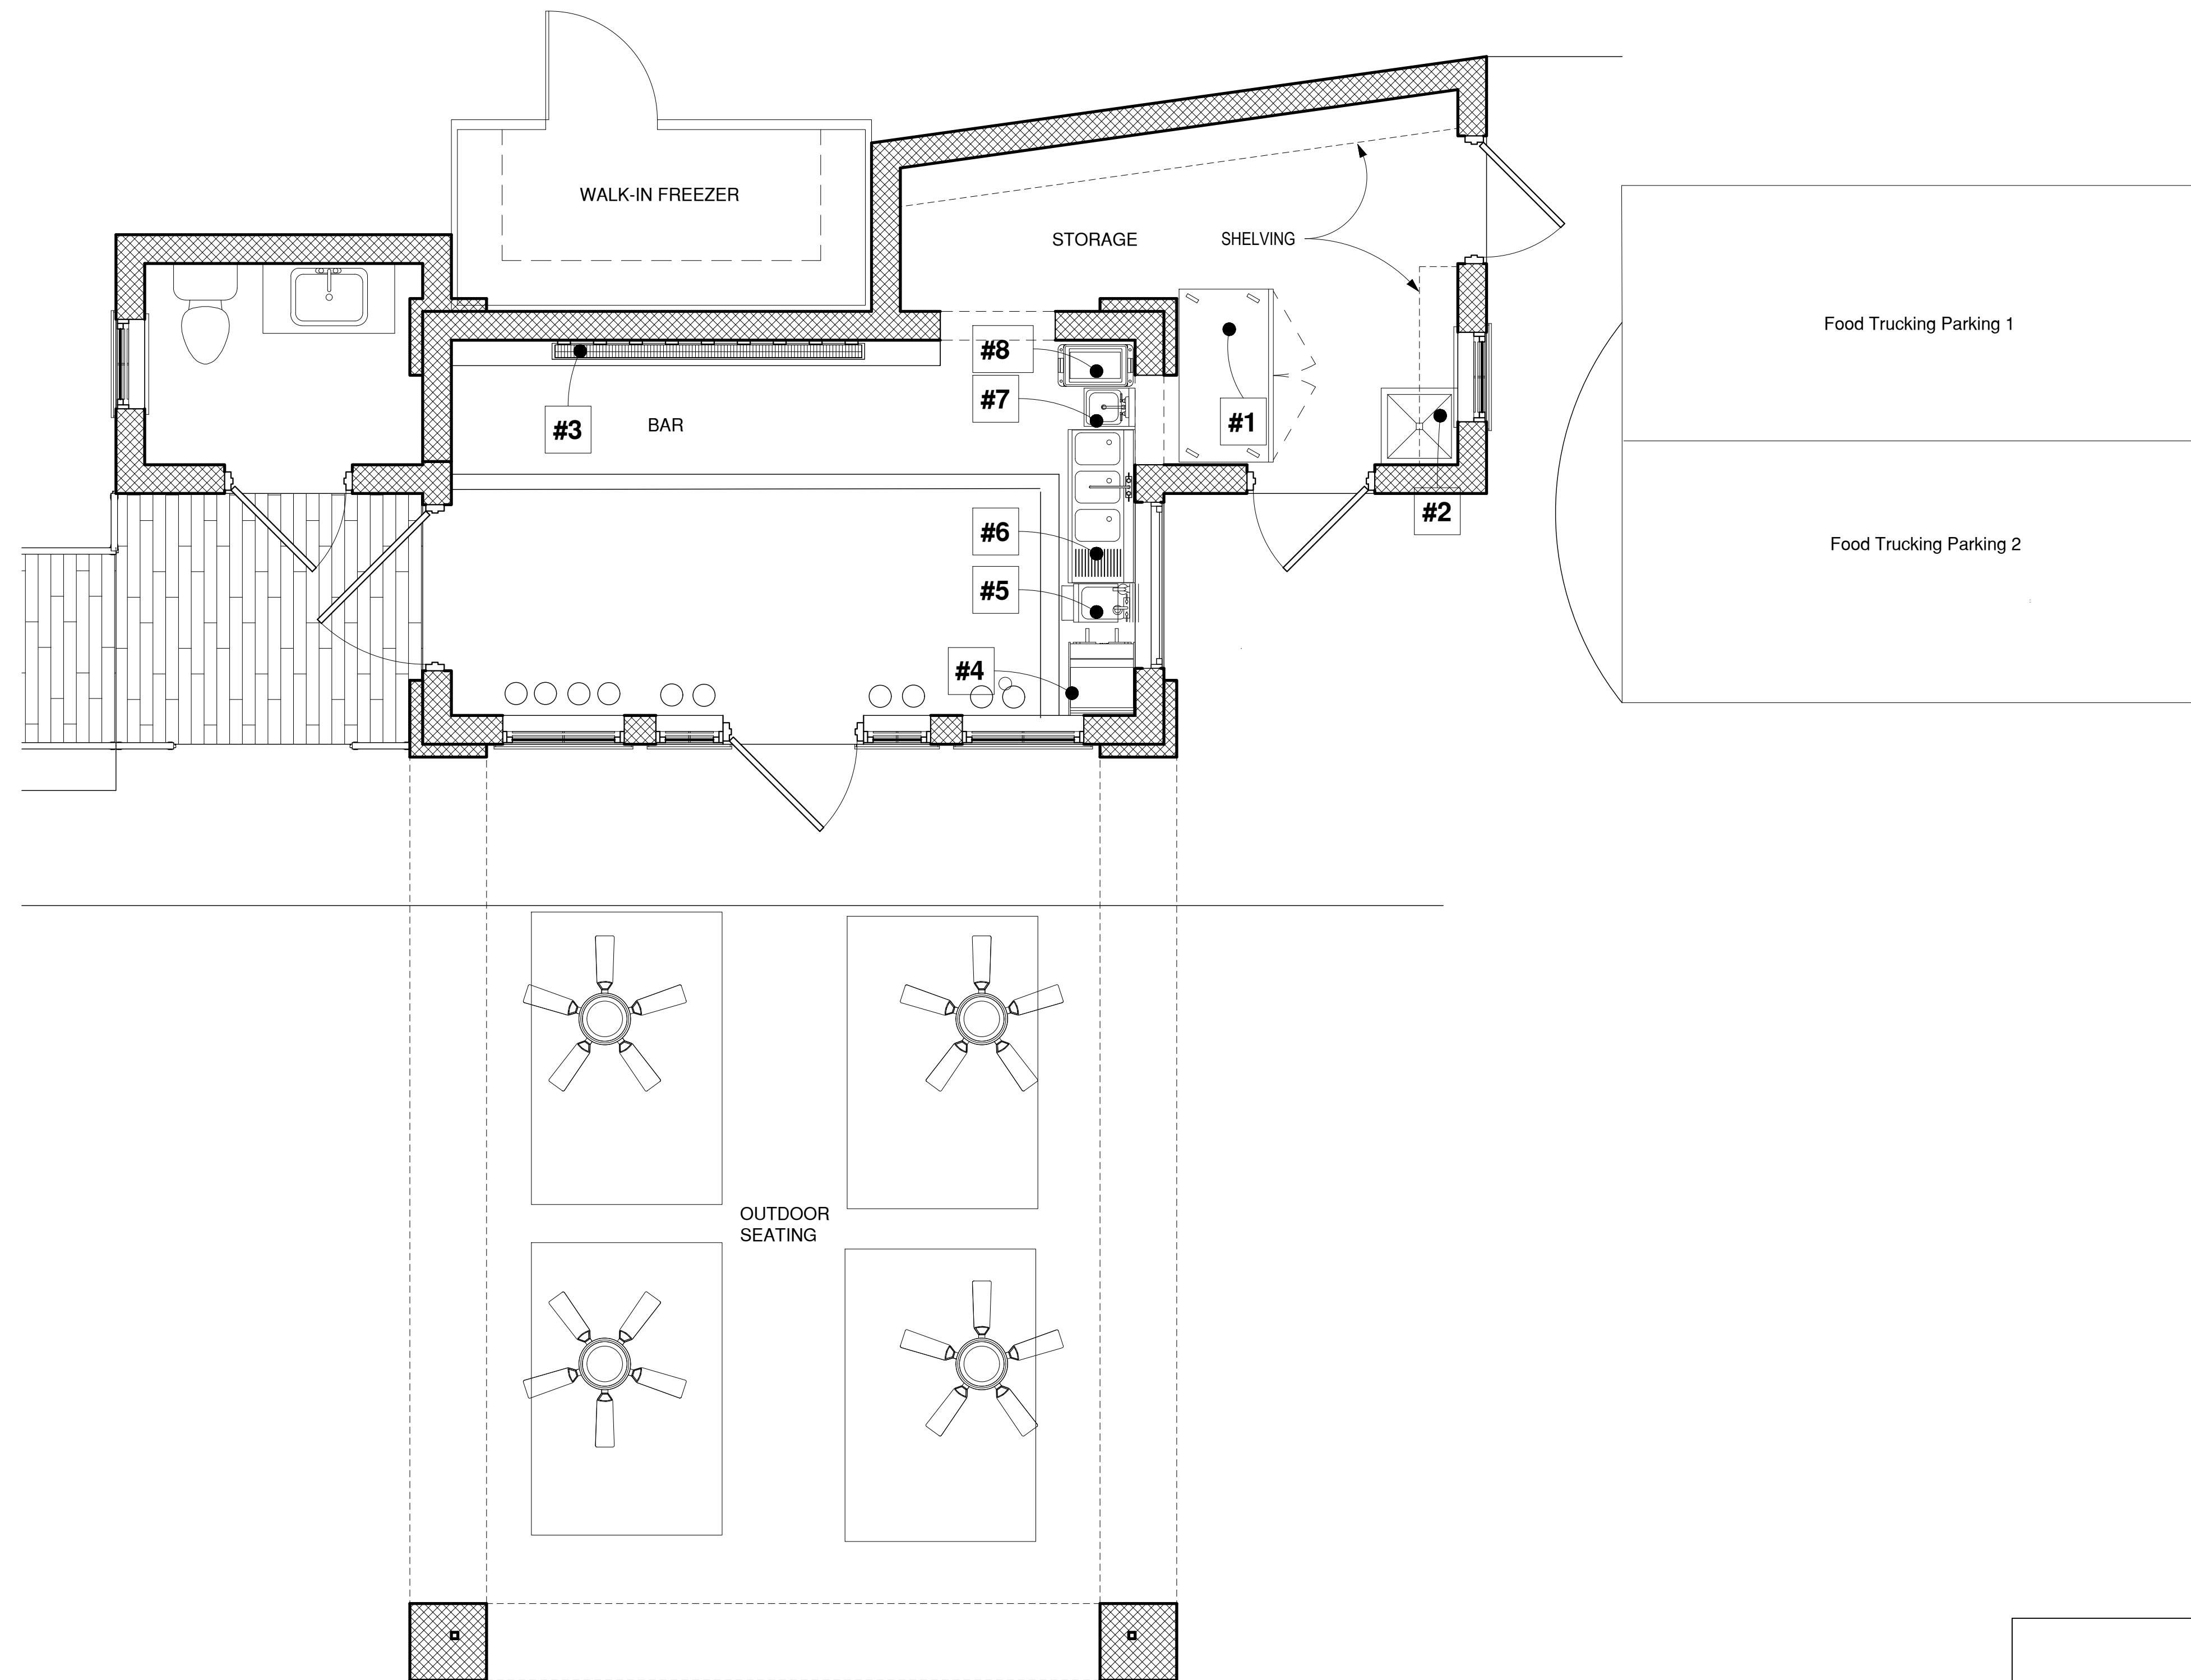 WALK-IN FREEZER
STORAGE
SHELVING
Food Trucking Parking 1
#8
#7
#1
#3
BAR
#2
#6
Food Trucking Parking 2
#5
#4
OUTDOOR
SEATING